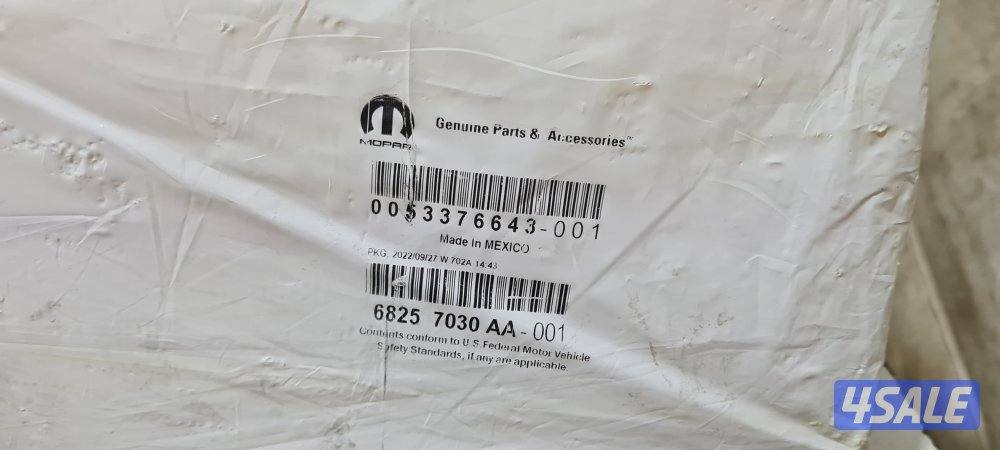 Genuine Parts & Accessories™
MOPAR
0053376643-001
Made In MEXICO
PKG. 2022/09/27 W 702A 14:43
6825 7030 AA - 001
Contents conform to U.S. Federal Motor Vehicle
Safety Standards, if any are applicable.
4SALE